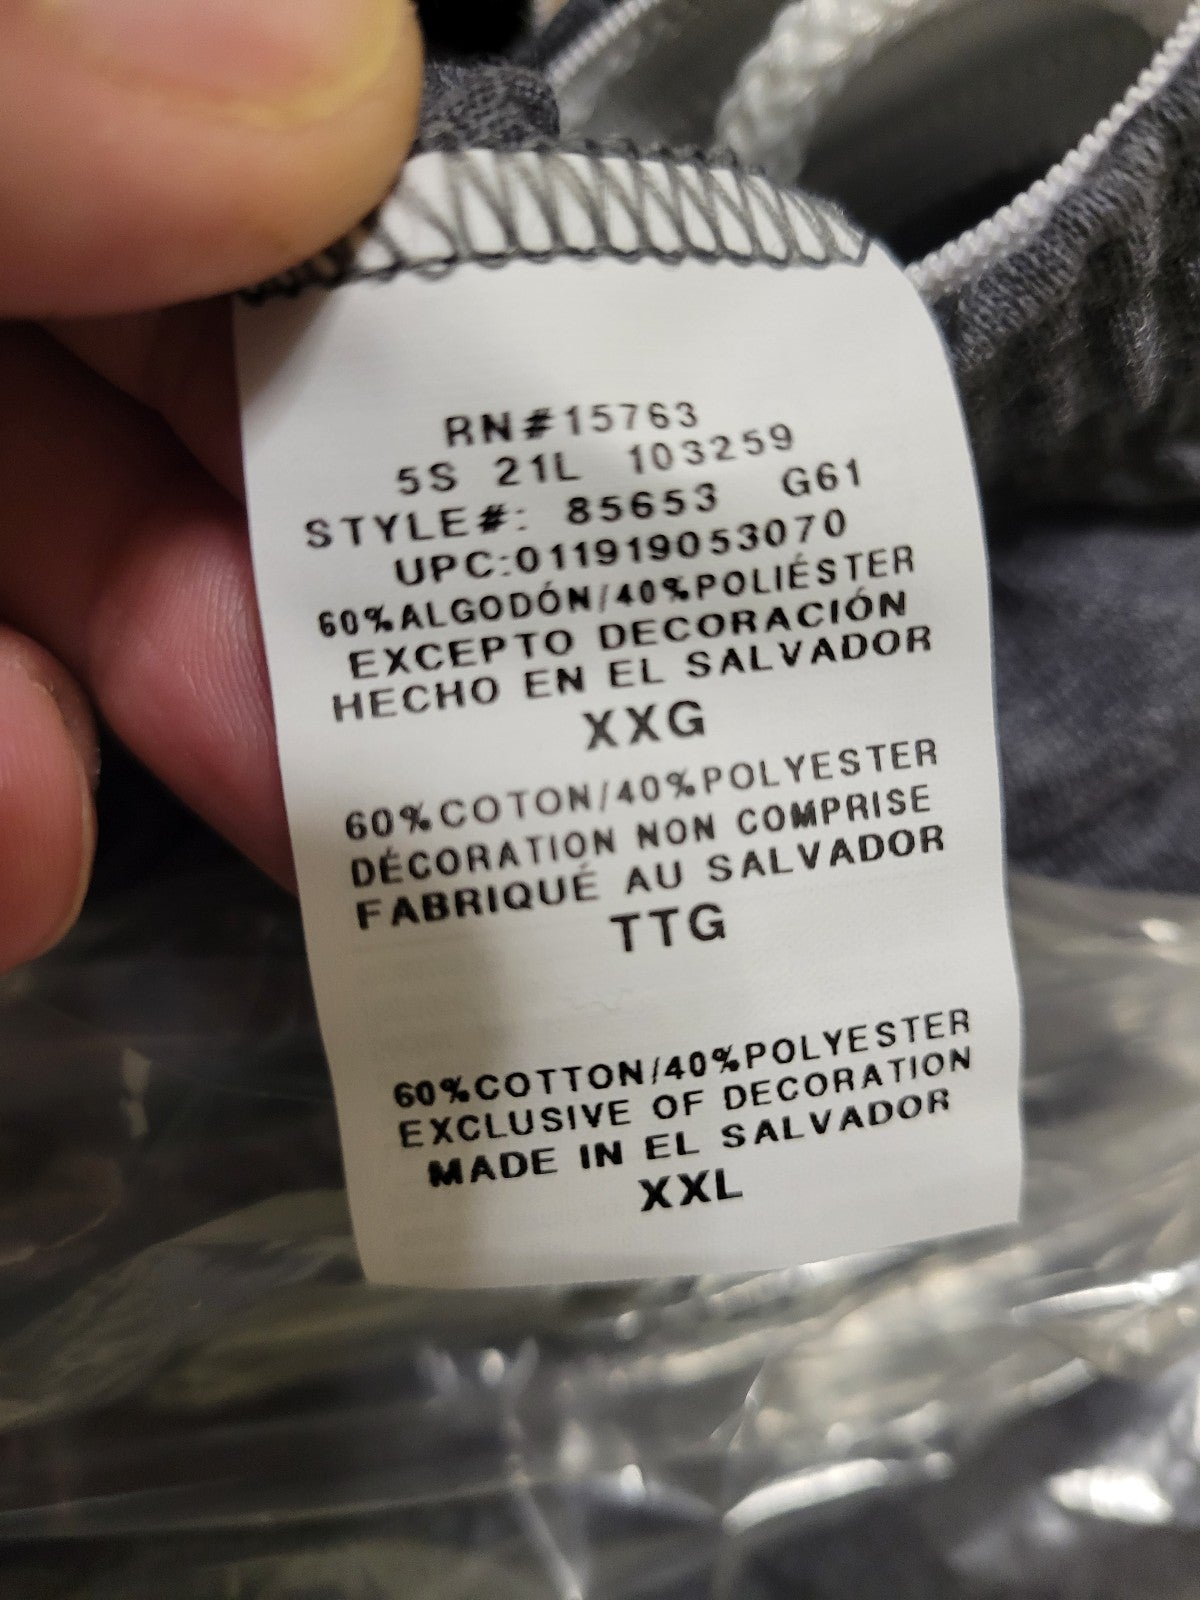 RN#15763
5S 21L 103259
STYLE#: 85653 G61
UPC:011919053070
60%ALGODÓN/40%POLIÉSTER
EXCEPTO DECORACIÓN
HECHO EN EL SALVADOR
XXG
60%COTON/40%POLYESTER
DÉCORATION NON COMPRISE
FABRIQUÉ AU SALVADOR
TTG
60%COTTON/40%POLYESTER
EXCLUSIVE OF DECORATION
MADE IN EL SALVADOR
XXL